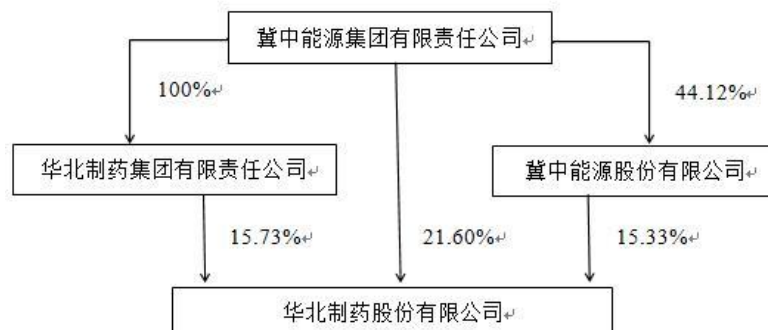 冀中能源集团有限责任公司
100%
44.12%
华北制药集团有限责任公司
冀中能源股份有限公司
15.73%
21.60%
15.33%
华北制药股份有限公司